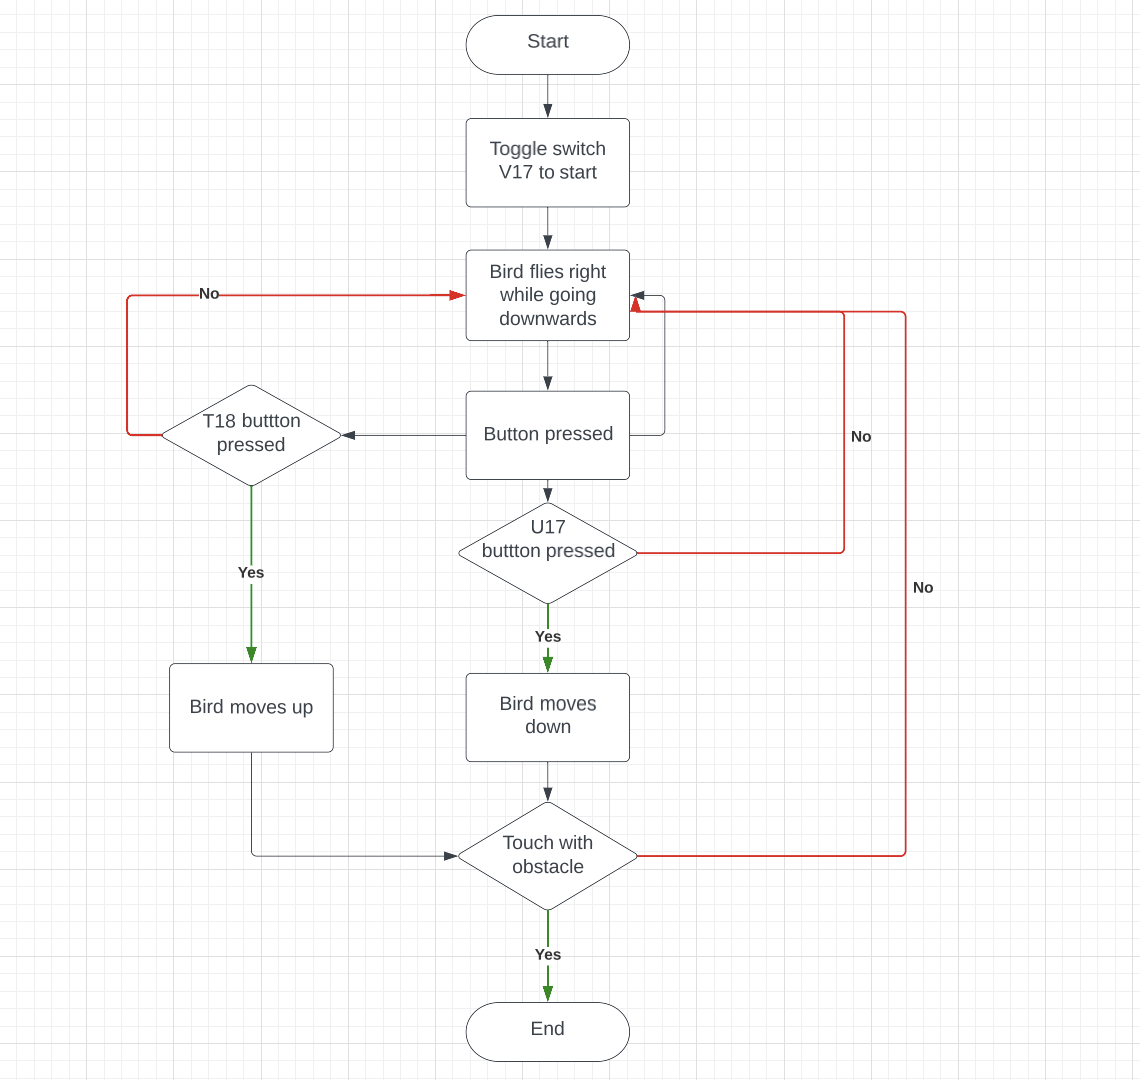 Start
Toggle switch
V17 to start
Bird flies right
while going
downwards
No
T18 buttton
pressed
Button pressed
No
U17
buttton pressed
Yes
No
Yes
Bird moves up
Bird moves
down
Touch with
obstacle
Yes
End